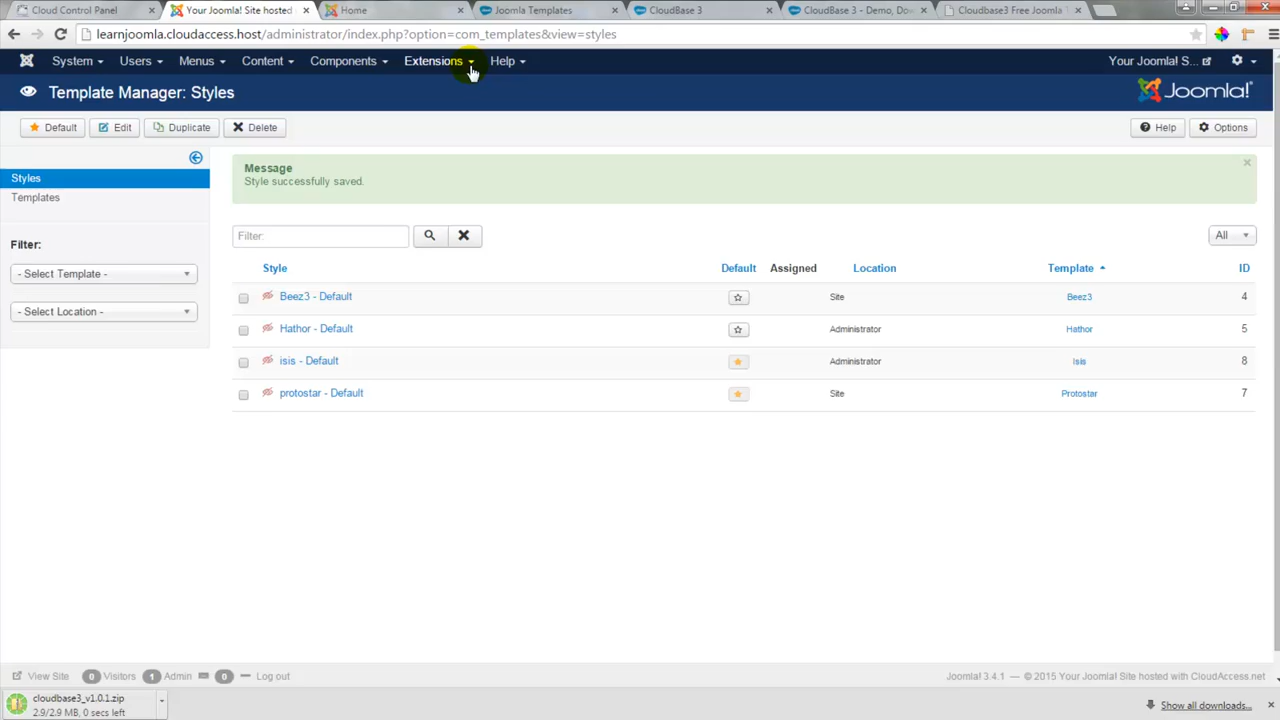 Cloud Control Panel
Your Joomla! Site hosted
Home
Joomla Templates
CloudBase 3
CloudBase 3 - Demo, Do
Cloudbase3 Free Joomla
learnjoomla.cloudaccess.host/administrator/index.php?option=com_templates&view=styles
System Users Menus Content Components Extensions Help Your Joomla! S...
Template Manager: Styles Joomla!
Default Edit Duplicate Delete Help Options
Styles
Templates
Filter:
- Select Template -
- Select Location -
Message
Style successfully saved.
Filter: All
Style Default Assigned Location Template ID
Beez3 - Default Site Beez3 4
Hathor - Default Administrator Hathor 5
isis - Default Administrator Isis 8
protostar - Default Site Protostar 7
View Site 0 Visitors 1 Admin 0 Log out Joomla! 3.4.1 — © 2015 Your Joomla! Site hosted with CloudAccess.net
cloudbase3_v1.0.1.zip
2.9/2.9 MB, 0 secs left
Show all downloads...